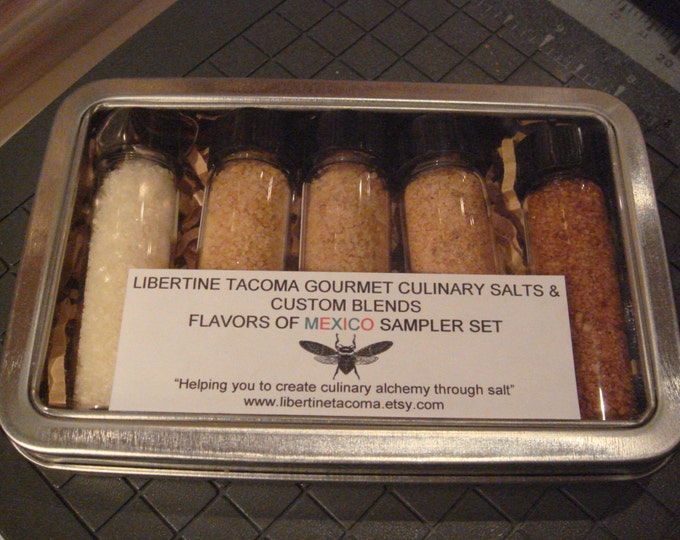 LIBERTINE TACOMA GOURMET CULINARY SALTS &
CUSTOM BLENDS
FLAVORS OF MEXICO SAMPLER SET
“Helping you to create culinary alchemy through salt”
www.libertinetacoma.etsy.com